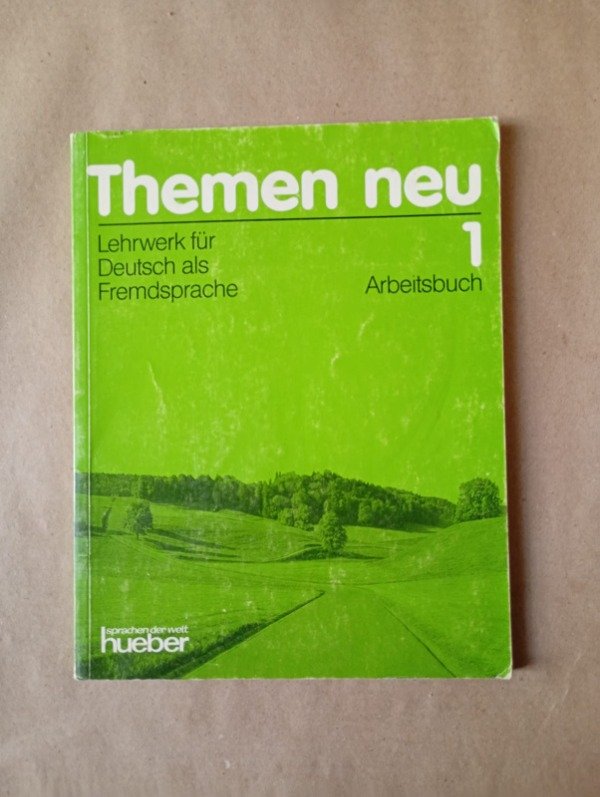 Themen neu
1
Lehrwerk für
Deutsch als
Fremdsprache
Arbeitsbuch
sprachen der welt
hueber